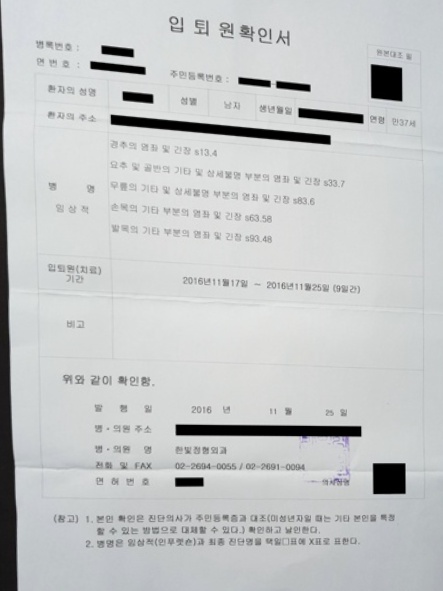 입 퇴 원확인서
병록번호 :
원본대조 필
연 번 호 :
주민등록번호 :
환자의 성명 성별 남자 생년월일 연령 만37세
환자의 주소
경추의 염좌 및 긴장 s13.4
요추 및 골반의 기타 및 상세불명 부분의 염좌 및 긴장 s33.7
병 명
무릎의 기타 및 상세불명 부분의 염좌 및 긴장 s83.6
임상적
손목의 기타 부분의 염좌 및 긴장 s63.58
발목의 기타 부분의 염좌 및 긴장 s93.48
입퇴원(치료)
기간
2016년11월17일 ~ 2016년11월25일 (9일간)
비고
위와 같이 확인함.
발 행 일 2016 년 11 월 25 일
병·의원 주소
병·의원 명 한빛정형외과
전화 및 FAX 02-2694-0055 / 02-2691-0094
면 허 번 호 의사성명
(참고) 1. 본인 확인은 진단의사가 주민등록증과 대조(미성년자일 때는 기타 본인을 특정
할 수 있는 방법으로 대체할 수 있다.) 확인하고 날인한다.
2. 병명은 임상적(인푸렛숀)과 최종 진단명을 택일□표에 X표로 표한다.